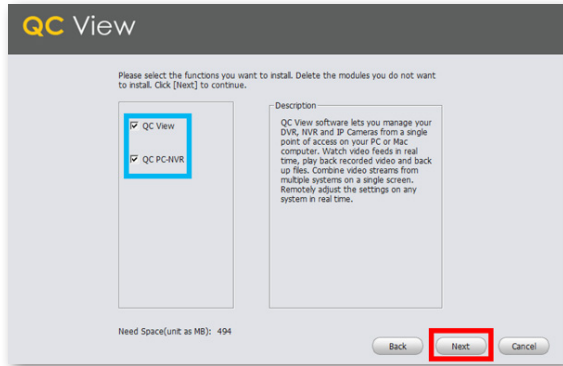 QC View
Please select the functions you want to install. Delete the modules you do not want
to install. Click [Next] to continue.
QC View
QC PC-NVR
Description
QC View software lets you manage your
DVR, NVR and IP Cameras from a single
point of access on your PC or Mac
computer. Watch video feeds in real
time, play back recorded video and back
up files. Combine video streams from
multiple systems on a single screen.
Remotely adjust the settings on any
system in real time.
Need Space(unit as MB): 494
Back
Next
Cancel